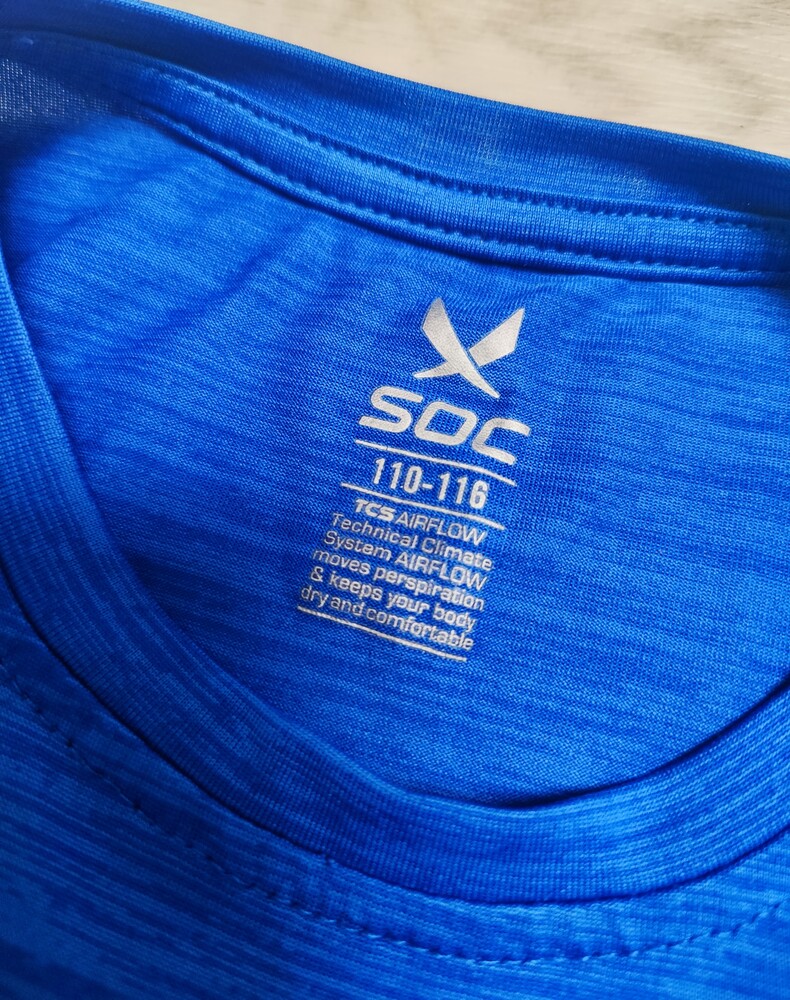 SOC
110-116
TCS AIRFLOW
Technical Climate
System AIRFLOW
moves perspiration
& keeps your body
dry and comfortable